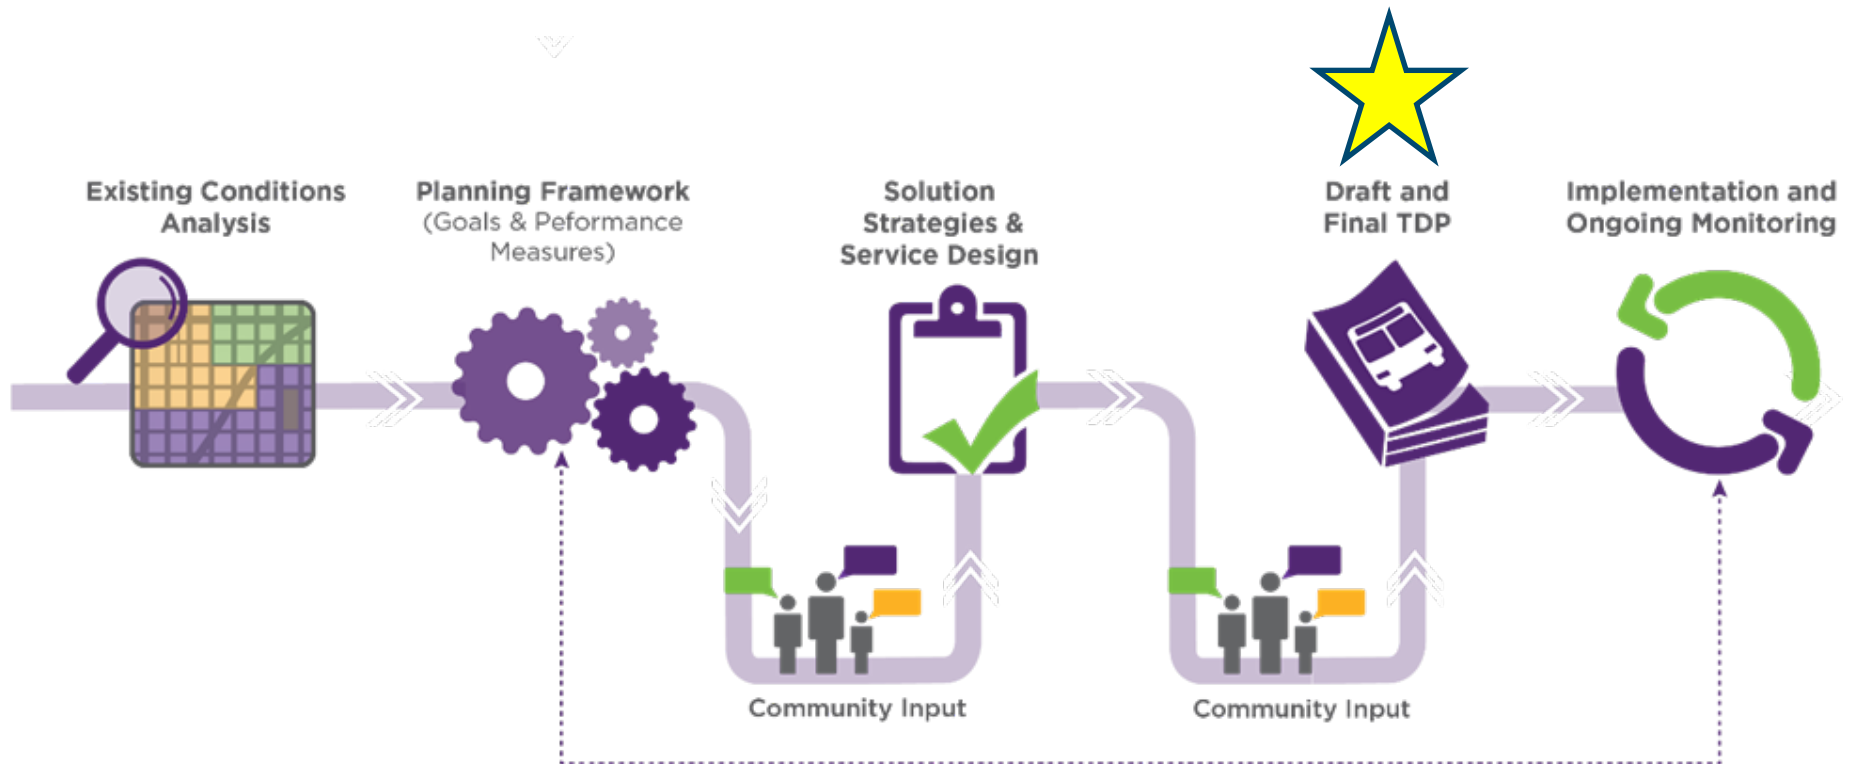 Existing Conditions
Analysis
Planning Framework
(Goals & Peformance
Measures)
Solution
Strategies &
Service Design
Draft and
Final TDP
Implementation and
Ongoing Monitoring
Community Input
Community Input